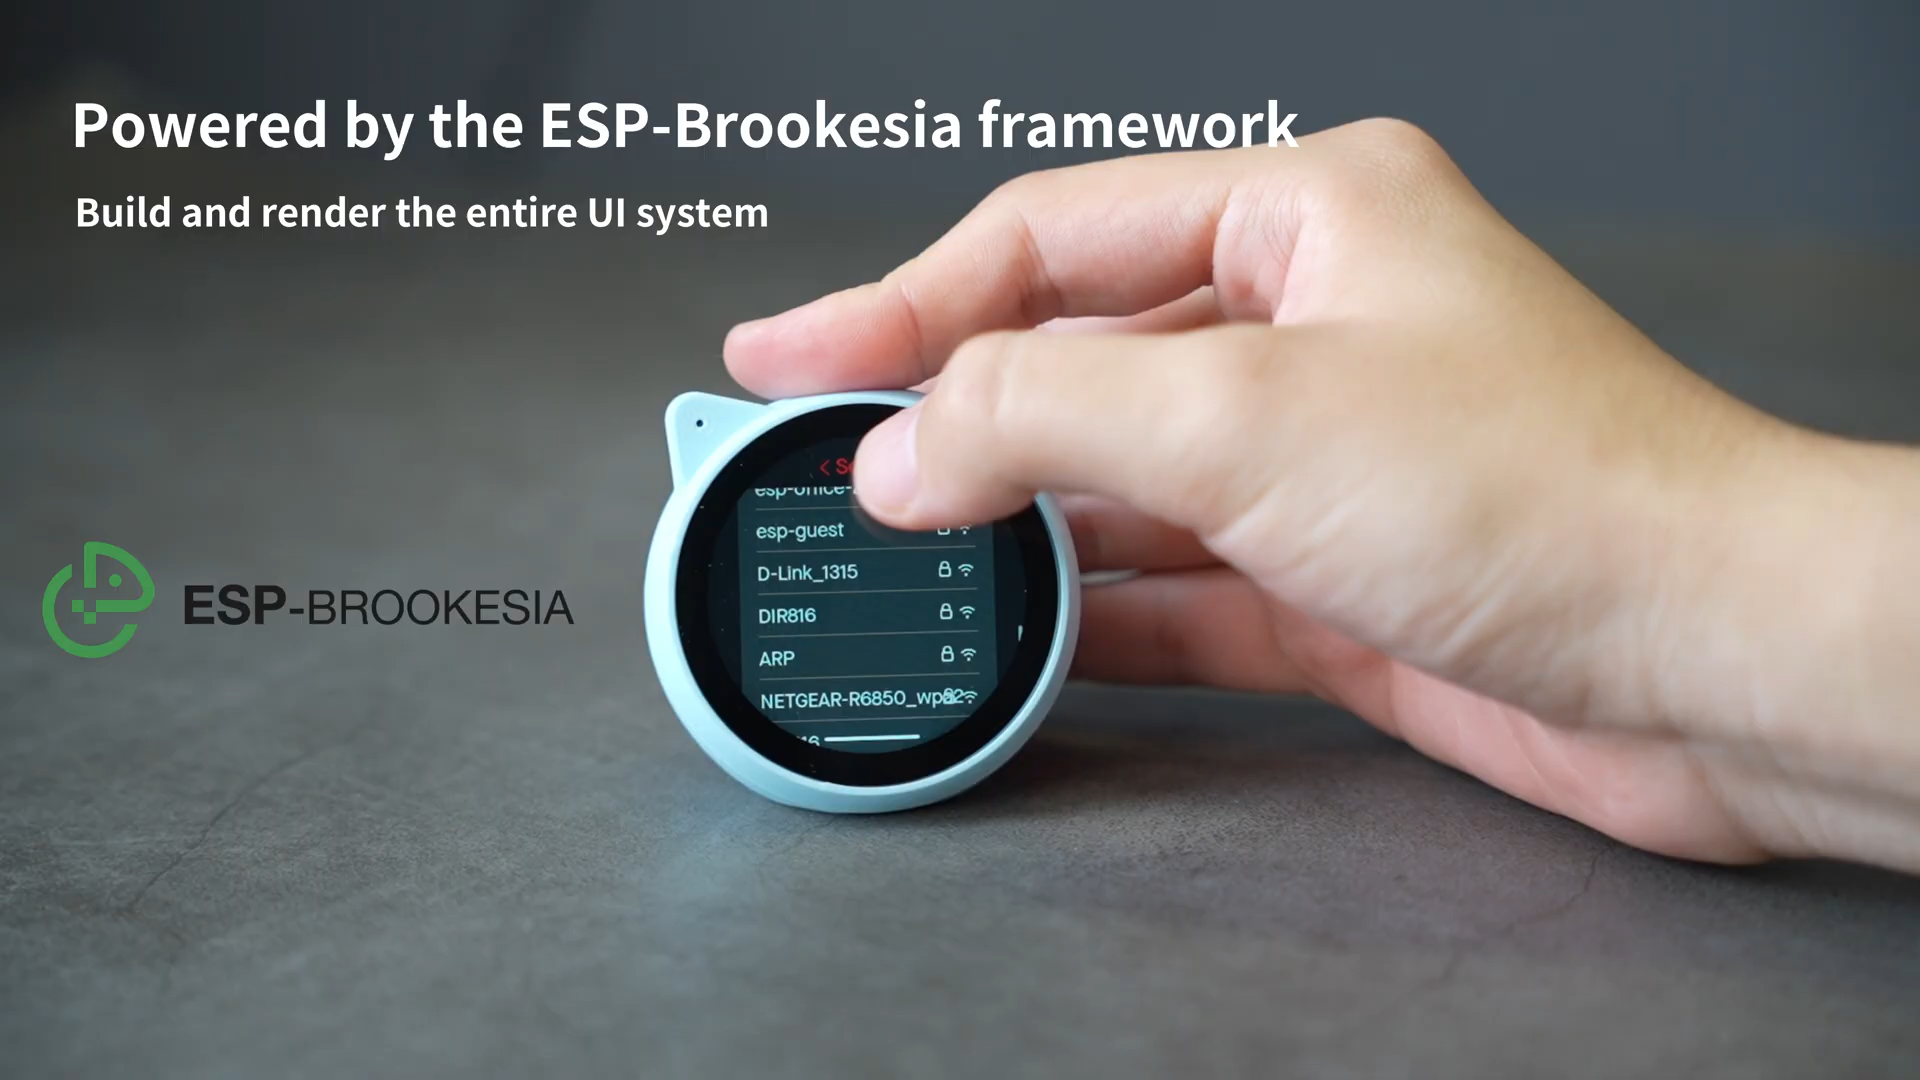 Powered by the ESP-Brookesia framework
Build and render the entire UI system
ESP-BROOKESIA
esp-guest
D-Link_1315
DIR816
ARP
NETGEAR-R6850_wpa2